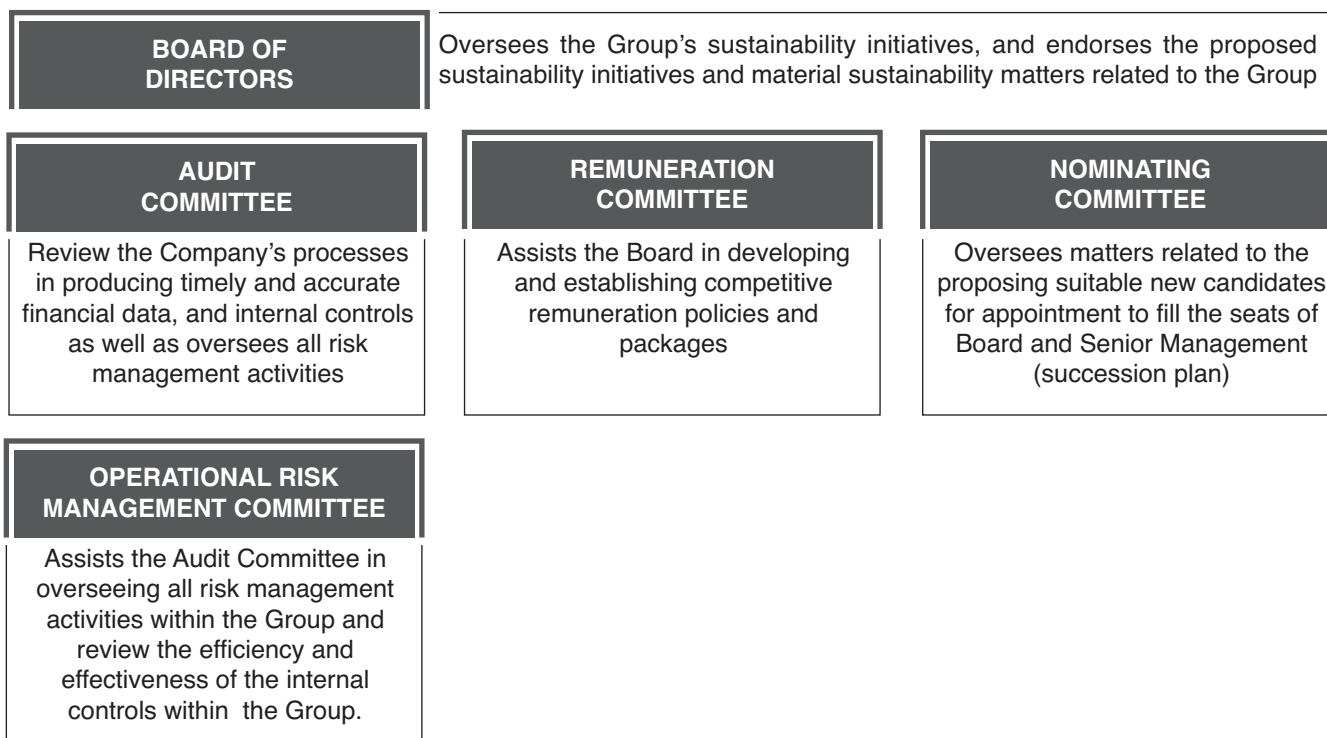 BOARD OF
DIRECTORS
Oversees the Group's sustainability initiatives, and endorses the proposed
sustainability initiatives and material sustainability matters related to the Group
AUDIT
COMMITTEE
Review the Company's processes
in producing timely and accurate
financial data, and internal controls
as well as oversees all risk
management activities
REMUNERATION
COMMITTEE
Assists the Board in developing
and establishing competitive
remuneration policies and
packages
NOMINATING
COMMITTEE
Oversees matters related to the
proposing suitable new candidates
for appointment to fill the seats of
Board and Senior Management
(succession plan)
OPERATIONAL RISK
MANAGEMENT COMMITTEE
Assists the Audit Committee in
overseeing all risk management
activities within the Group and
review the efficiency and
effectiveness of the internal
controls within the Group.